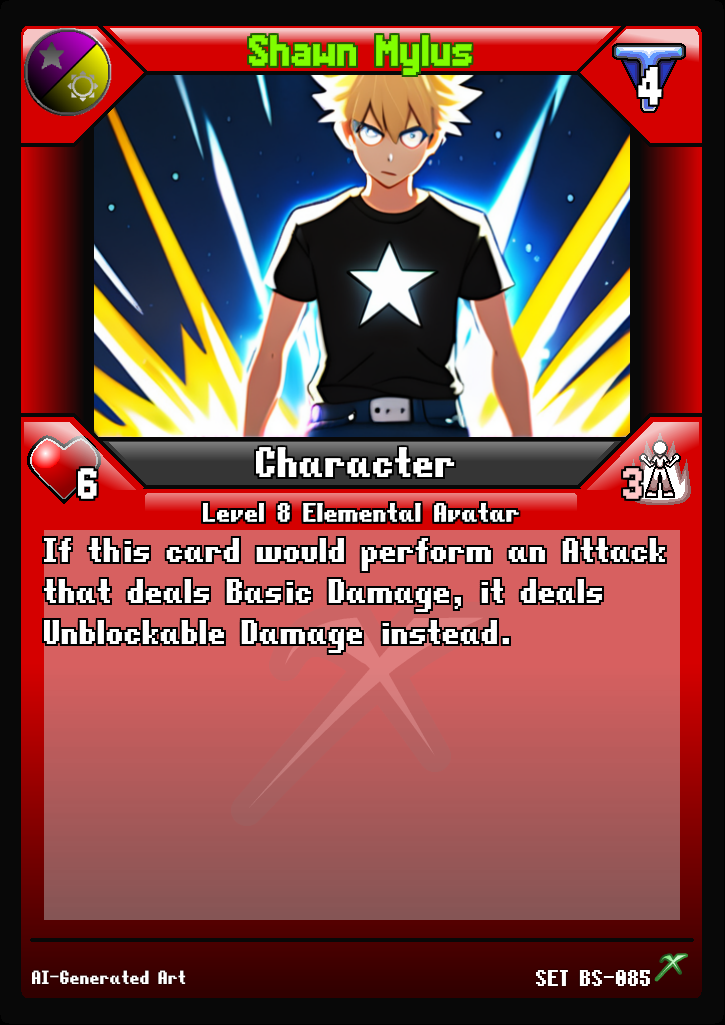 Shawn Mylus
4
Character
6
3
Level 8 Elemental Avatar
If this card would perform an Attack
that deals Basic Damage, it deals
Unblockable Damage instead.
AI-Generated Art
SET BS-085